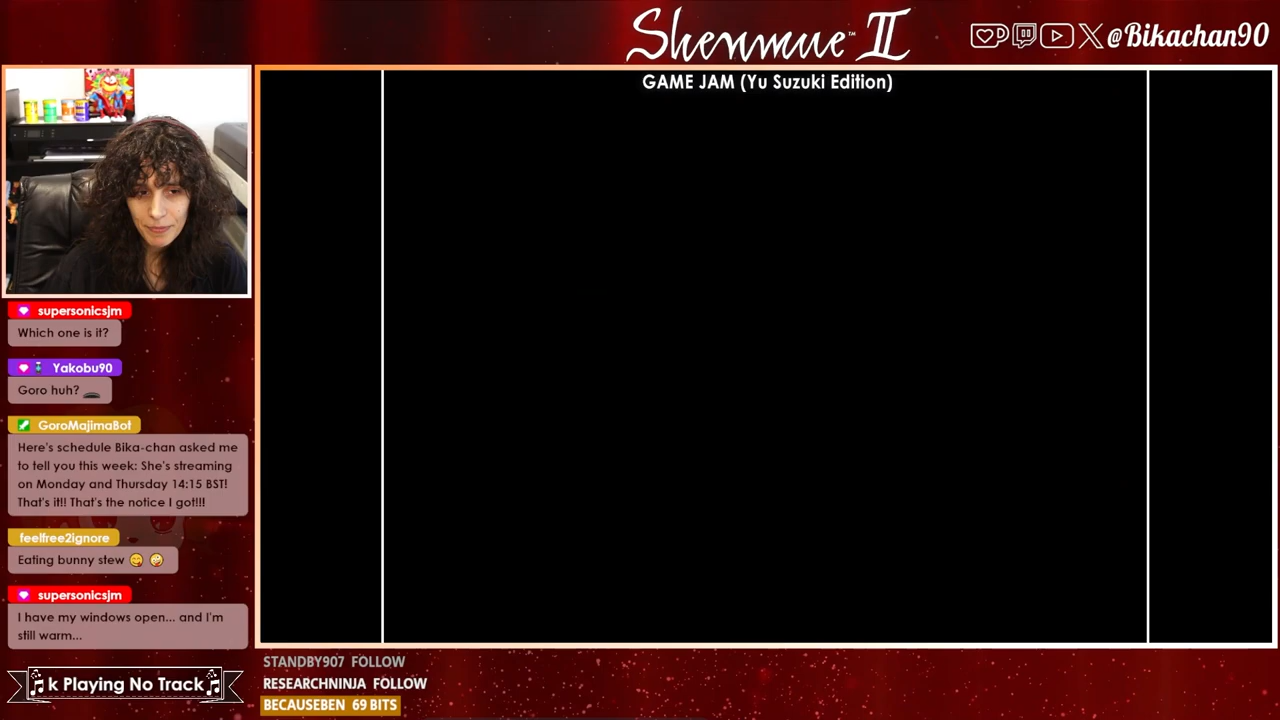 Shenmue™ II
@Bikachan90
GAME JAM (Yu Suzuki Edition)
supersonicsjm
Which one is it?
Yakobu90
Goro huh?
GoroMajimaBot
Here's schedule Bika-chan asked me
to tell you this week: She's streaming
on Monday and Thursday 14:15 BST!
That's it!! That's the notice I got!!!
feelfree2ignore
Eating bunny stew
supersonicsjm
I have my windows open... and I'm
still warm...
k Playing No Track
STANDBY907 FOLLOW
RESEARCHNINJA FOLLOW
BECAUSEBEN 69 BITS